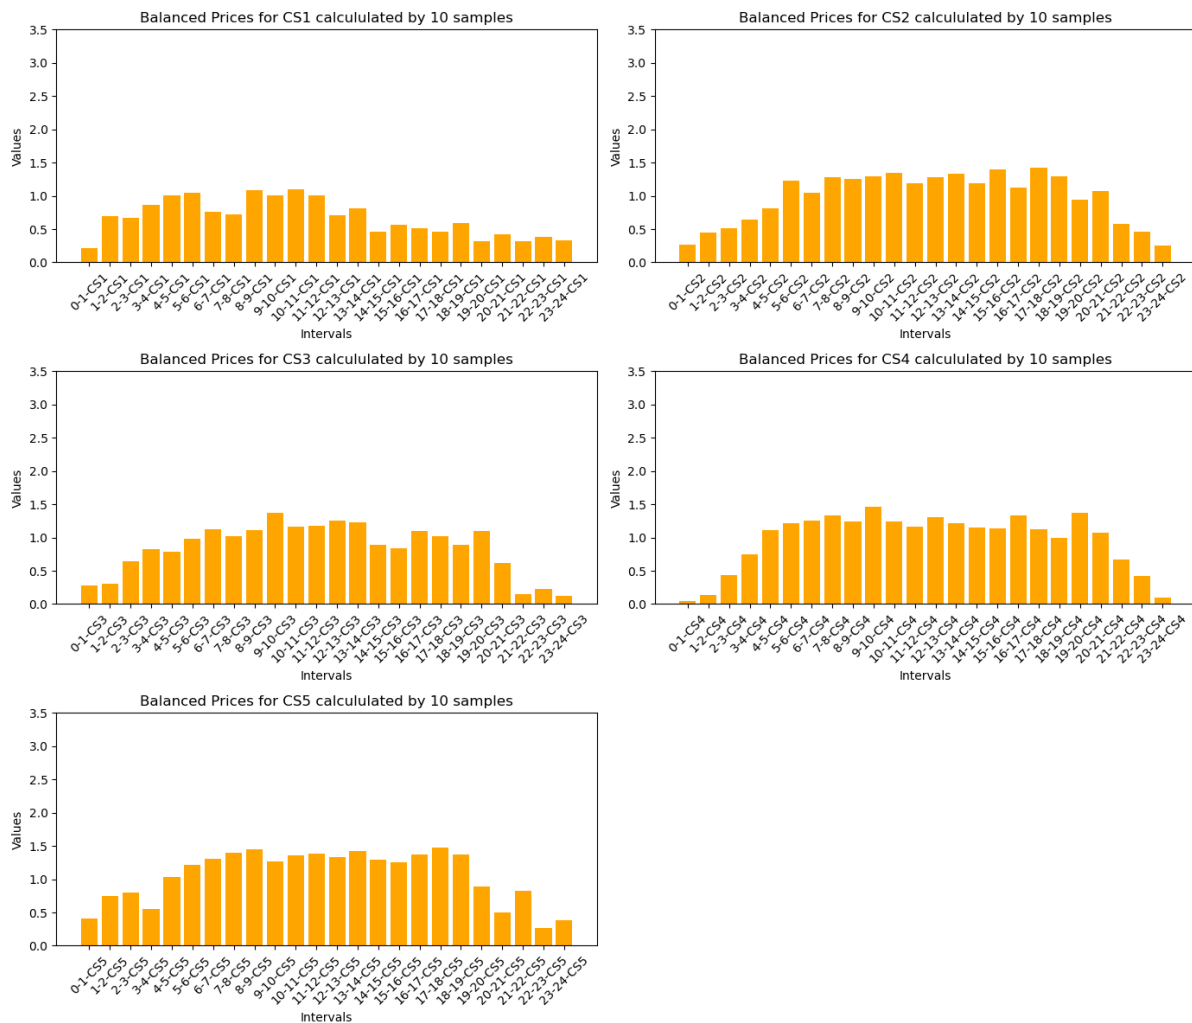 Balanced Prices for CS1 calcululated by 10 samples
3.5
3.0
2.5
2.0
1.5
1.0
0.5
0.0
Values
0-1-CS1
1-2-CS1
2-3-CS1
3-4-CS1
4-5-CS1
5-6-CS1
6-7-CS1
7-8-CS1
8-9-CS1
9-10-CS1
10-11-CS1
11-12-CS1
12-13-CS1
13-14-CS1
14-15-CS1
15-16-CS1
16-17-CS1
17-18-CS1
18-19-CS1
19-20-CS1
20-21-CS1
21-22-CS1
22-23-CS1
23-24-CS1
Intervals
Balanced Prices for CS2 calcululated by 10 samples
3.5
3.0
2.5
2.0
1.5
1.0
0.5
0.0
Values
0-1-CS2
1-2-CS2
2-3-CS2
3-4-CS2
4-5-CS2
5-6-CS2
6-7-CS2
7-8-CS2
8-9-CS2
9-10-CS2
10-11-CS2
11-12-CS2
12-13-CS2
13-14-CS2
14-15-CS2
15-16-CS2
16-17-CS2
17-18-CS2
18-19-CS2
19-20-CS2
20-21-CS2
21-22-CS2
22-23-CS2
23-24-CS2
Intervals
Balanced Prices for CS3 calcululated by 10 samples
3.5
3.0
2.5
2.0
1.5
1.0
0.5
0.0
Values
0-1-CS3
1-2-CS3
2-3-CS3
3-4-CS3
4-5-CS3
5-6-CS3
6-7-CS3
7-8-CS3
8-9-CS3
9-10-CS3
10-11-CS3
11-12-CS3
12-13-CS3
13-14-CS3
14-15-CS3
15-16-CS3
16-17-CS3
17-18-CS3
18-19-CS3
19-20-CS3
20-21-CS3
21-22-CS3
22-23-CS3
23-24-CS3
Intervals
Balanced Prices for CS4 calcululated by 10 samples
3.5
3.0
2.5
2.0
1.5
1.0
0.5
0.0
Values
0-1-CS4
1-2-CS4
2-3-CS4
3-4-CS4
4-5-CS4
5-6-CS4
6-7-CS4
7-8-CS4
8-9-CS4
9-10-CS4
10-11-CS4
11-12-CS4
12-13-CS4
13-14-CS4
14-15-CS4
15-16-CS4
16-17-CS4
17-18-CS4
18-19-CS4
19-20-CS4
20-21-CS4
21-22-CS4
22-23-CS4
23-24-CS4
Intervals
Balanced Prices for CS5 calcululated by 10 samples
3.5
3.0
2.5
2.0
1.5
1.0
0.5
0.0
Values
0-1-CS5
1-2-CS5
2-3-CS5
3-4-CS5
4-5-CS5
5-6-CS5
6-7-CS5
7-8-CS5
8-9-CS5
9-10-CS5
10-11-CS5
11-12-CS5
12-13-CS5
13-14-CS5
14-15-CS5
15-16-CS5
16-17-CS5
17-18-CS5
18-19-CS5
19-20-CS5
20-21-CS5
21-22-CS5
22-23-CS5
23-24-CS5
Intervals